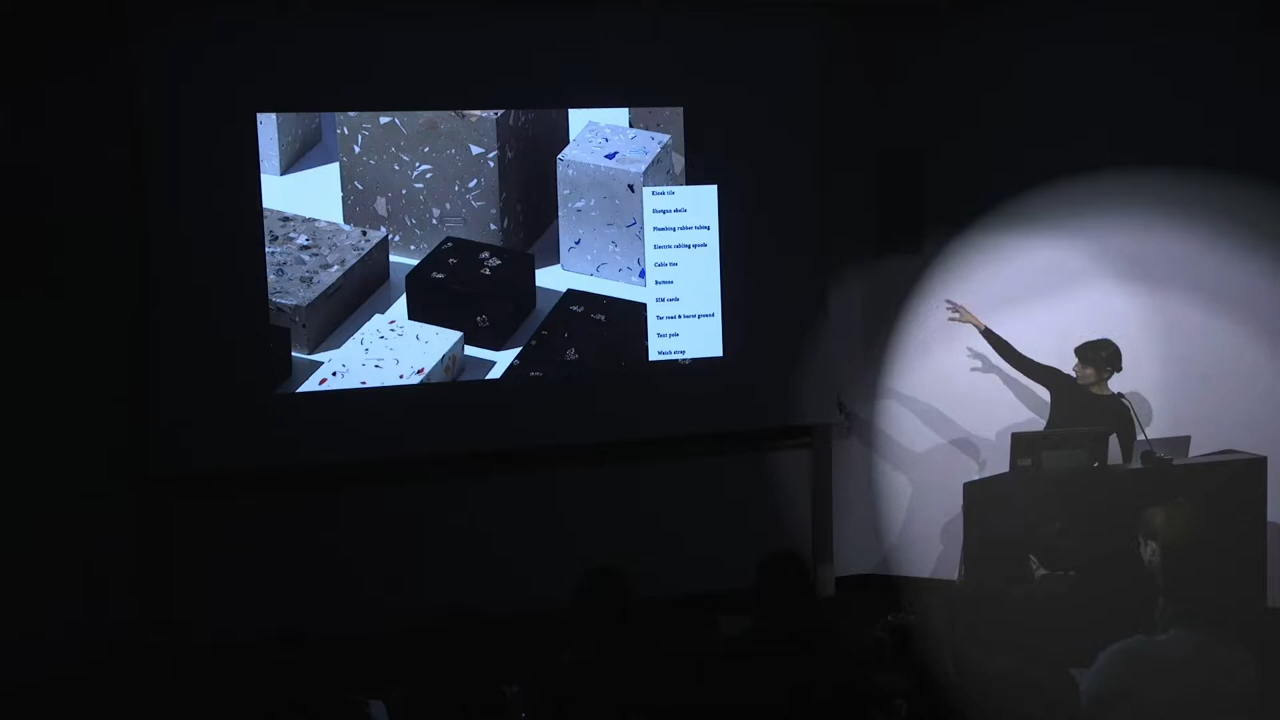 Kiosk tile
Shotgun shells
Plumbing rubber tubing
Electric cabling spools
Cable ties
Buttons
SIM cards
Tar road & burnt ground
Tent pole
Watch strap